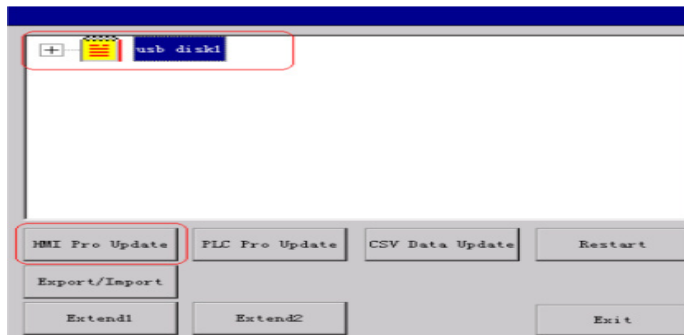 usb disk1
HMI Pro Update PLC Pro Update CSV Data Update Restart
Export/Import
Extend1 Extend2 Exit